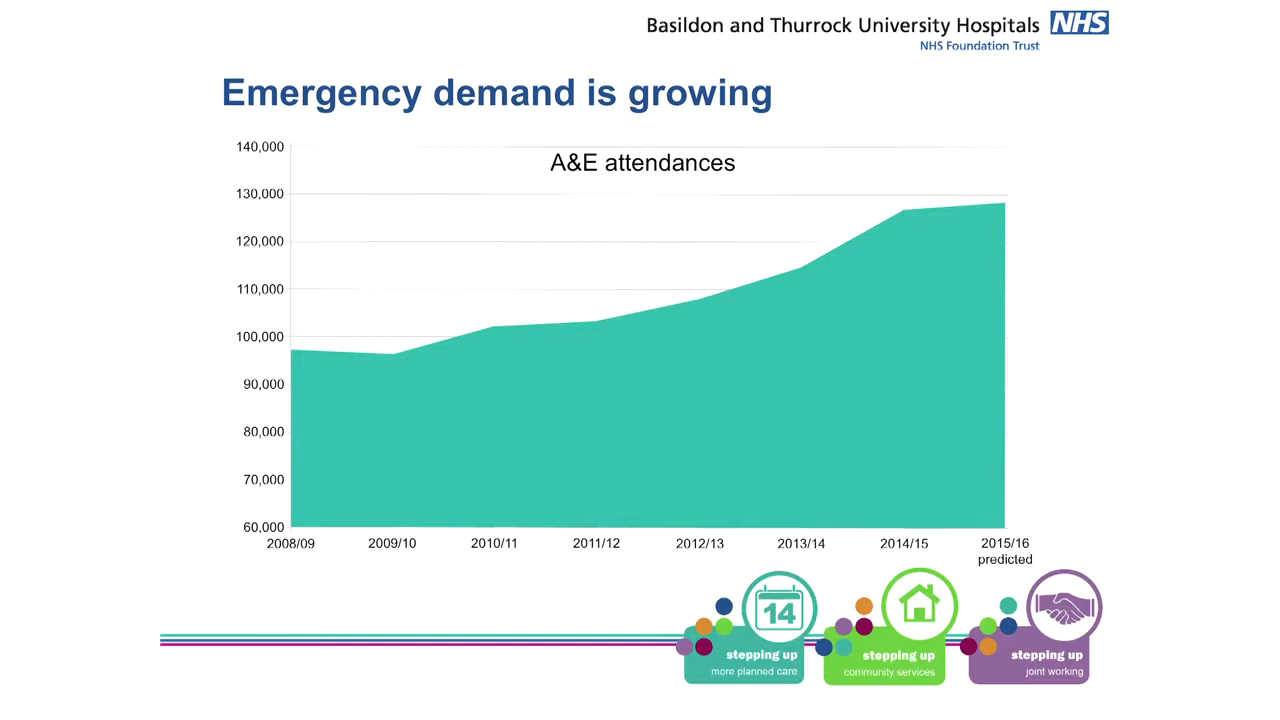 Basildon and Thurrock University Hospitals NHS
NHS Foundation Trust
Emergency demand is growing
A&E attendances
140,000
130,000
120,000
110,000
100,000
90,000
80,000
70,000
60,000
2008/09 2009/10 2010/11 2011/12 2012/13 2013/14 2014/15 2015/16
predicted
14
stepping up
more planned care
stepping up
community services
stepping up
joint working